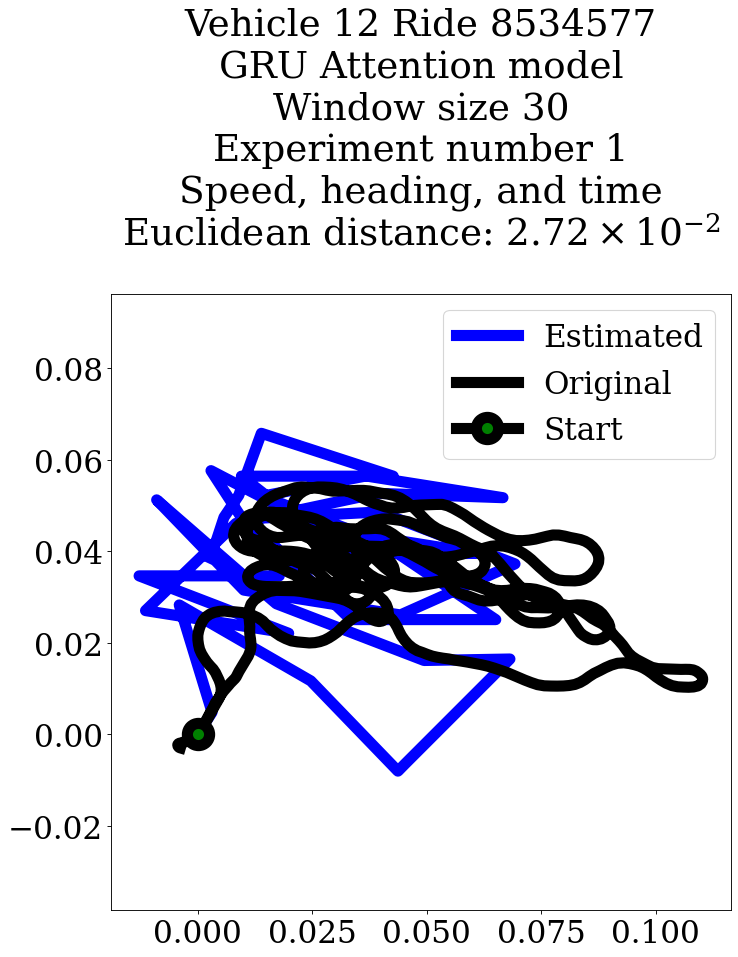 Vehicle 12 Ride 8534577
GRU Attention model
Window size 30
Experiment number 1
Speed, heading, and time
Euclidean distance: 2.72 × 10⁻²
Estimated
Original
Start
0.08
0.06
0.04
0.02
0.00
−0.02
0.000 0.025 0.050 0.075 0.100